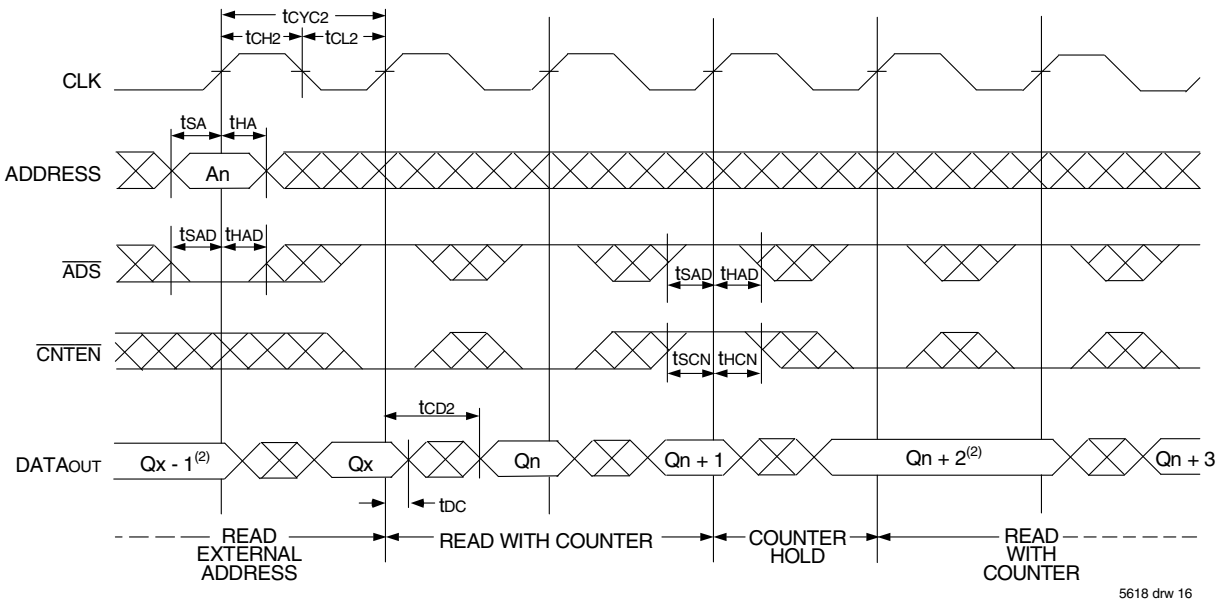 tCYC2
tCH2 tCL2
CLK
tSA tHA
ADDRESS An
tSAD tHAD
ADS
tSAD tHAD
CNTEN
tSCN tHCN
tCD2
DATAOUT Qx - 1(2) Qx Qn Qn + 1 Qn + 2(2) Qn + 3
tDC
READ EXTERNAL ADDRESS
READ WITH COUNTER
COUNTER HOLD
READ WITH COUNTER
5618 drw 16